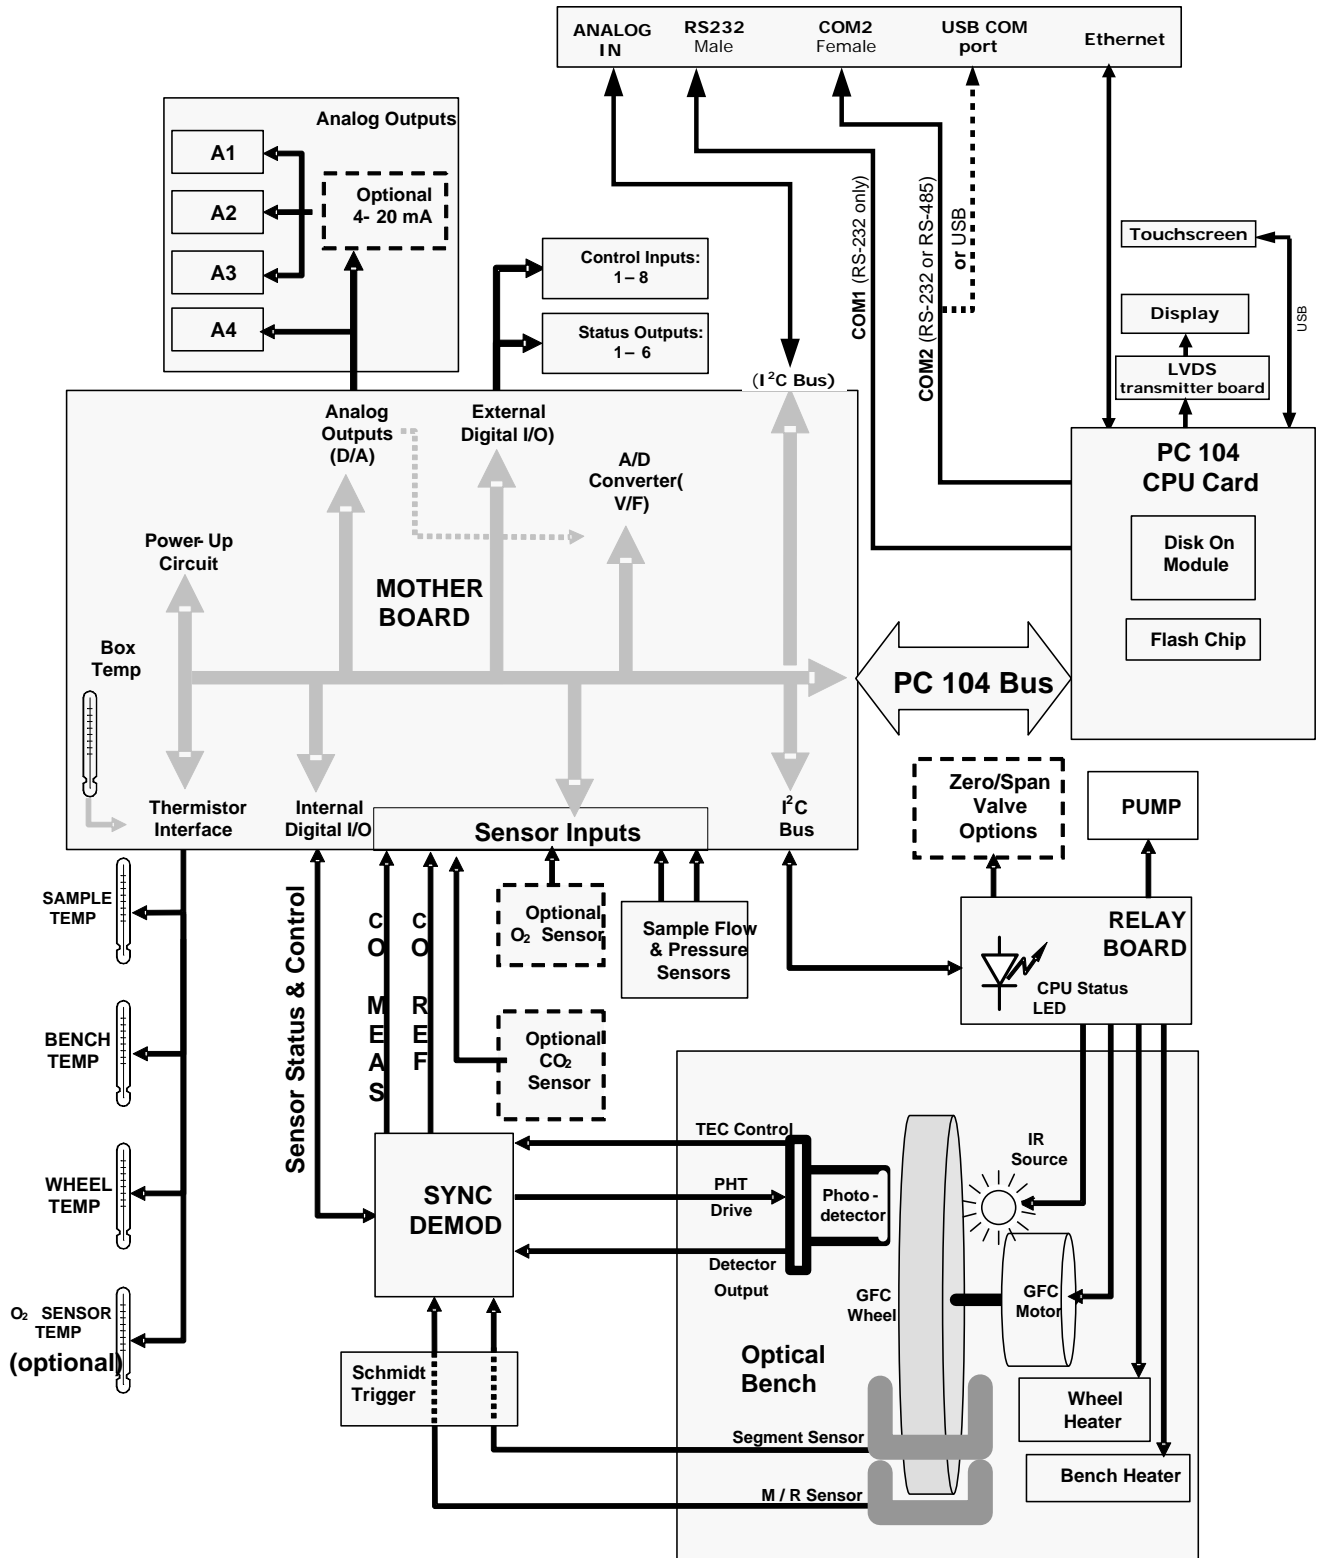 ANALOG
IN
RS232
Male
COM2
Female
USB COM
port
Ethernet
Analog Outputs
A1
A2
A3
A4
Optional
4- 20 mA
Control Inputs:
1 – 8
Status Outputs:
1 – 6
COM1 (RS-232 only)
COM2 (RS-232 or RS-485)
or USB
Touchscreen
USB
Display
LVDS
transmitter board
(I²C Bus)
PC 104
CPU Card
Disk On
Module
Flash Chip
Analog
Outputs
(D/A)
External
Digital I/O)
A/D
Converter(
V/F)
Power- Up
Circuit
MOTHER
BOARD
Box
Temp
PC 104 Bus
Thermistor
Interface
Internal
Digital I/O
Sensor Inputs
I²C
Bus
Zero/Span
Valve
Options
PUMP
SAMPLE
TEMP
BENCH
TEMP
WHEEL
TEMP
O₂ SENSOR
TEMP
(optional)
Sensor Status & Control
CO MEAS
CO REF
Optional
O₂ Sensor
Sample Flow
& Pressure
Sensors
Optional
CO₂
Sensor
RELAY
BOARD
CPU Status
LED
SYNC
DEMOD
TEC Control
PHT
Drive
Detector
Output
Photo -
detector
IR
Source
GFC
Wheel
GFC
Motor
Optical
Bench
Schmidt
Trigger
Segment Sensor
M / R Sensor
Wheel
Heater
Bench Heater